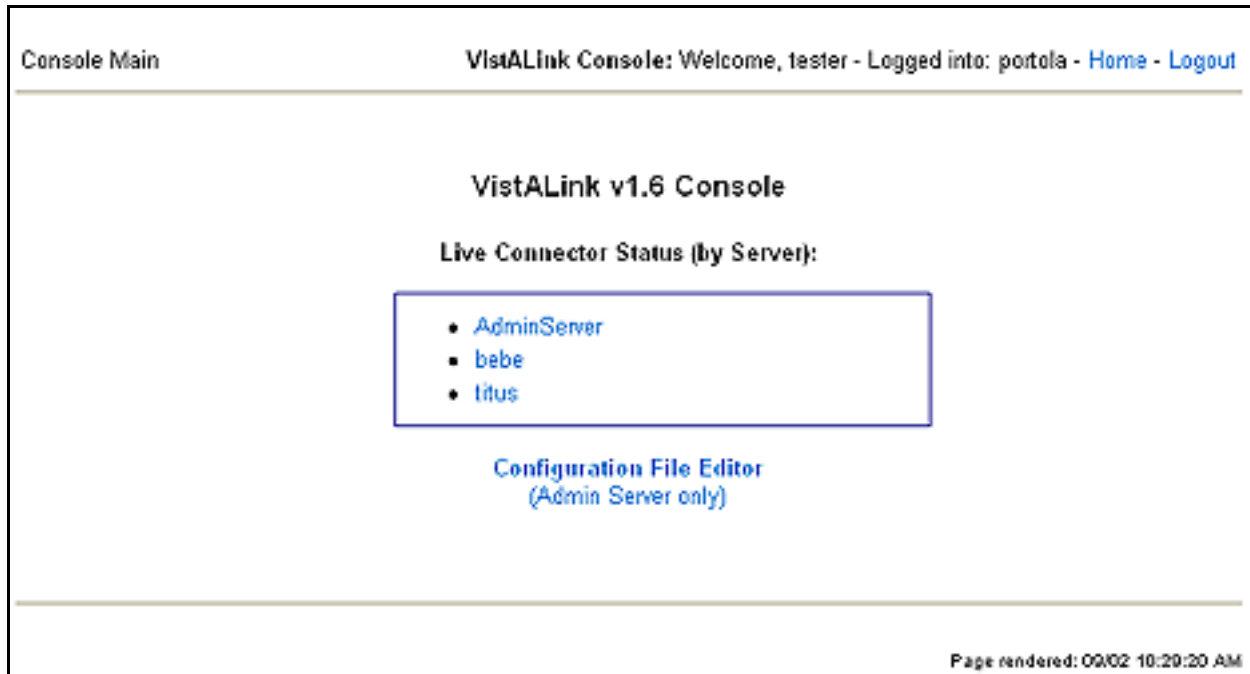 Console Main
VistALink Console: Welcome, tester - Logged into: portola - Home - Logout
VistALink v1.6 Console
Live Connector Status (by Server):
• AdminServer
• bebe
• titus
Configuration File Editor
(Admin Server only)
Page rendered: 09/02 10:29:20 AM